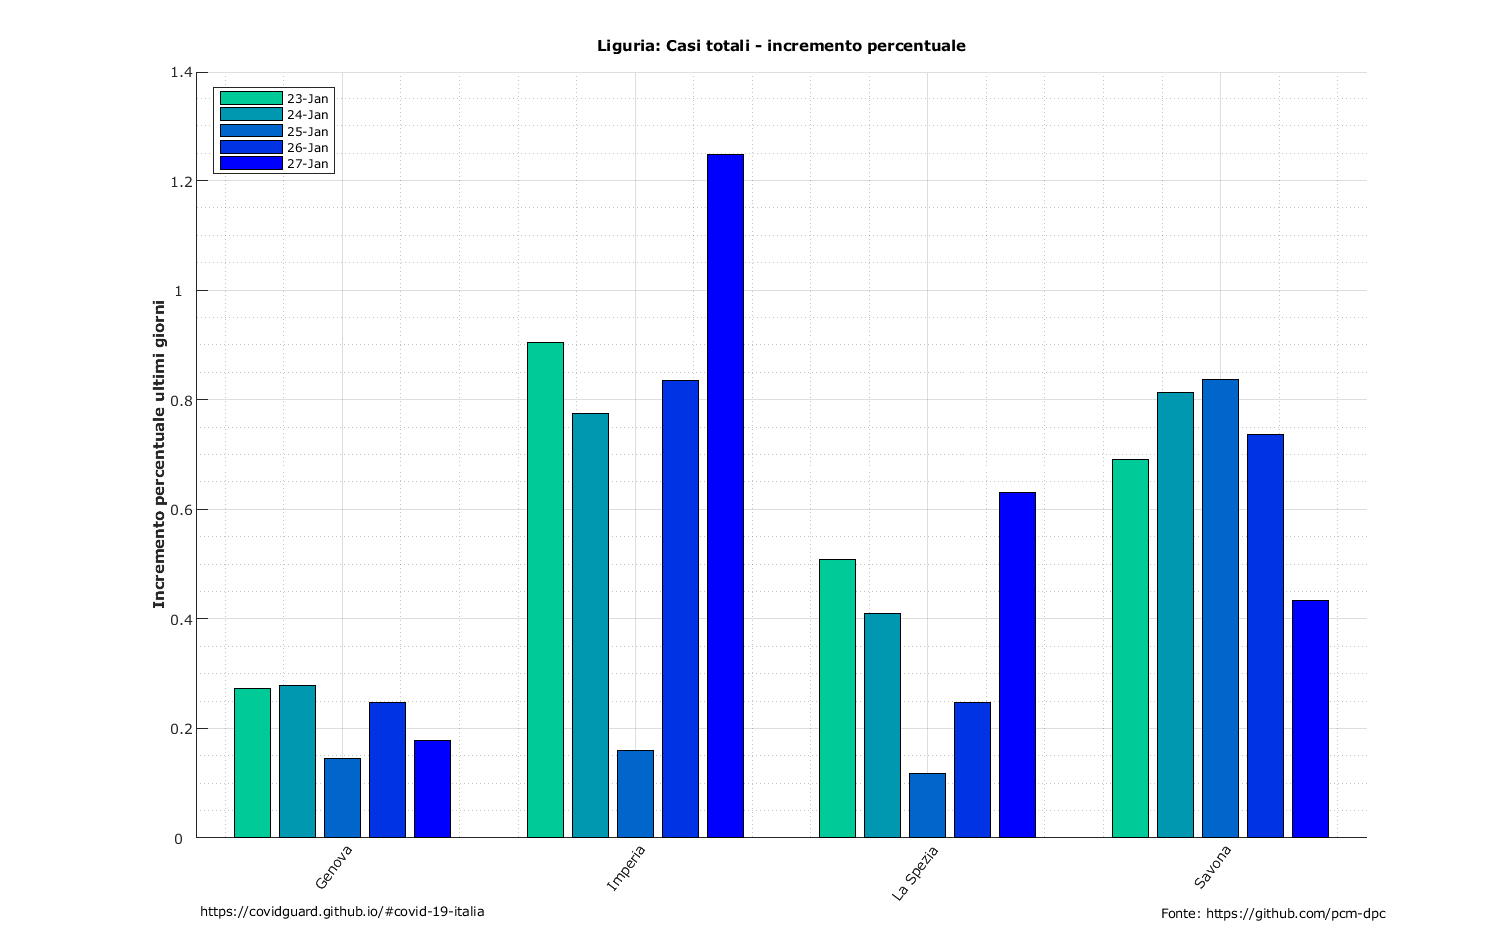 Liguria: Casi totali - incremento percentuale
1.4
1.2
1
0.8
0.6
0.4
0.2
0
Incremento percentuale ultimi giorni
23-Jan
24-Jan
25-Jan
26-Jan
27-Jan
Genova
Imperia
La Spezia
Savona
https://covidguard.github.io/#covid-19-italia
Fonte: https://github.com/pcm-dpc